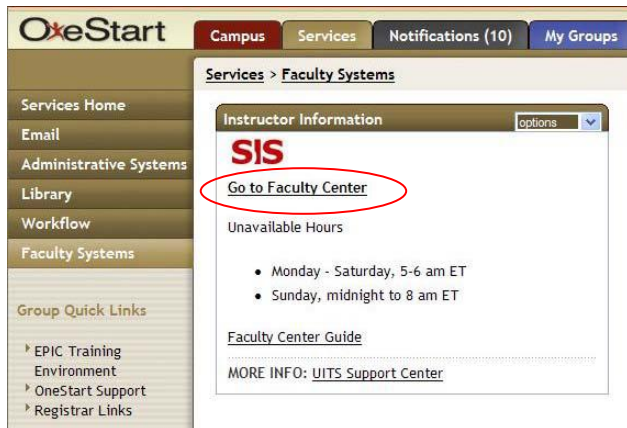 OneStart
Campus
Services
Notifications (10)
My Groups
Services > Faculty Systems
Services Home
Email
Administrative Systems
Library
Workflow
Faculty Systems
Group Quick Links
EPIC Training
Environment
OneStart Support
Registrar Links
Instructor Information
options
SIS
Go to Faculty Center
Unavailable Hours
• Monday - Saturday, 5-6 am ET
• Sunday, midnight to 8 am ET
Faculty Center Guide
MORE INFO: UITS Support Center